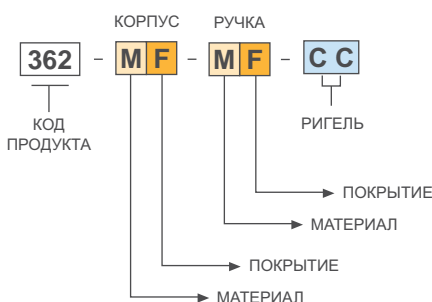 КОРПУС РУЧКА
362 - M F - M F - C C
КОД
ПРОДУКТА
РИГЕЛЬ
ПОКРЫТИЕ
МАТЕРИАЛ
ПОКРЫТИЕ
МАТЕРИАЛ